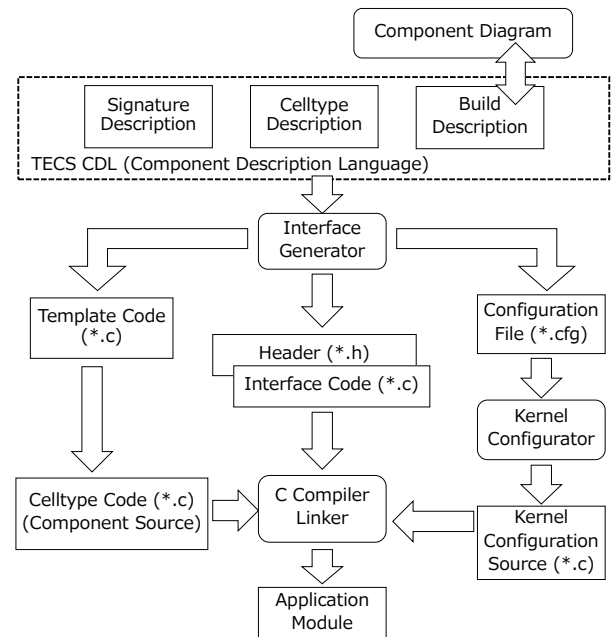 Component Diagram
Signature
Description
Celltype
Description
Build
Description
TECS CDL (Component Description Language)
Interface
Generator
Template Code
(*.c)
Header (*.h)
Interface Code (*.c)
Configuration
File (*.cfg)
Kernel
Configurator
Celltype Code (*.c)
(Component Source)
C Compiler
Linker
Kernel
Configuration
Source (*.c)
Application
Module